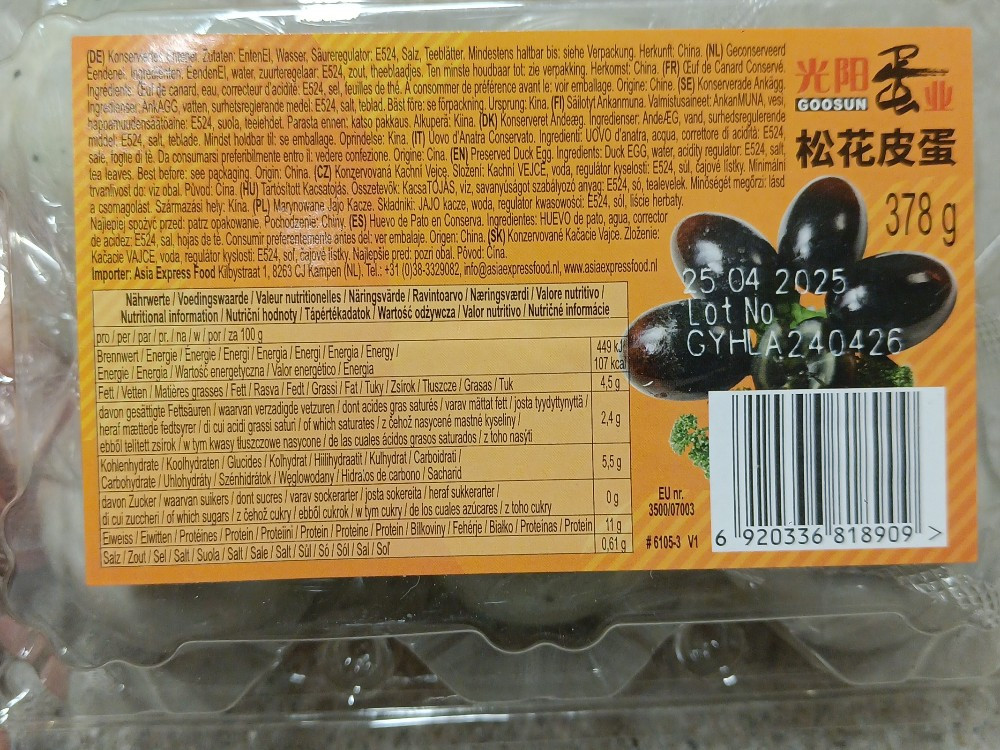 (DE) Konserviertes Entenei. Zutaten: EntenEI, Wasser, Säureregulator: E524, Salz, Teeblätter. Mindestens haltbar bis: siehe Verpackung. Herkunft: China. (NL) Geconserveerd
Eendenei. Ingrediënten: EendenEI, water, zuurteregelaar: E524, zout, theeblaadjes. Ten minste houdbaar tot: zie verpakking. Herkomst: China. (FR) Œuf de Canard Conservé.
Ingrédients: Œuf de canard, eau, correcteur d'acidité: E524, sel, feuilles de thé. A consommer de préférence avant le: voir emballage. Origine: Chine. (SE) Konserverade Ankägg.
Ingredienser: AnkÄGG, vatten, surhetsreglerande medel: E524, salt, teblad. Bäst före: se förpackning. Ursprung: Kina. (FI) Säilötyt Ankanmuna. Valmistusaineet: AnkanMUNA, vesi,
happamuudensäätöaine: E524, suola, teelehdet. Parasta ennen: katso pakkaus. Alkuperä: Kiina. (DK) Konserveret Andeæg. Ingredienser: AndeÆG, vand, surhedsregulerende
middel: E524, salt, teblade. Mindst holdbar til: se emballage. Oprindelse: Kina. (IT) Uovo d'Anatra Conservato. Ingredienti: UOVO d'anatra, acqua, correttore di acidità: E524,
sale, foglie di tè. Da consumarsi preferibilmente entro il: vedere confezione. Origine: Cina. (EN) Preserved Duck Egg. Ingredients: Duck EGG, water, acidity regulator: E524, salt,
tea leaves. Best before: see packaging. Origin: China. (CZ) Konzervovaná Kachní Vejce. Složení: Kachní VEJCE, voda, regulátor kyselosti: E524, sůl, čajové lístky. Minimální
trvanlivost do: viz obal. Původ: Čína. (HU) Tartósított Kacsatojás. Összetevők: KacsaTOJÁS, víz, savanyúságot szabályozó anyag: E524, só, tealevelek. Minőségét megőrzi: lásd
a csomagolást. Származási hely: Kína. (PL) Marynowane Jajo Kacze. Składniki: JAJO kacze, woda, regulator kwasowości: E524, sól, liście herbaty.
Najlepiej spożyć przed: patrz opakowanie. Pochodzenie: Chiny. (ES) Huevo de Pato en Conserva. Ingredientes: HUEVO de pato, agua, corrector
de acidez: E524, sal, hojas de té. Consumir preferentemente antes del: ver embalaje. Origen: China. (SK) Konzervované Kačacie Vajce. Zloženie:
Kačacie VAJCE, voda, regulátor kyslosti: E524, soľ, čajové lístky. Najlepšie pred: pozri obal. Pôvod: Čína.
Importer: Asia Express Food Kilbystraat 1, 8263 CJ Kampen (NL). Tel.: +31 (0)38-3329082, info@asiaexpressfood.nl, www.asiaexpressfood.nl
光阳蛋业
GOOSUN
松花皮蛋
378 g
25 04 2025
Lot No
GYHLA240426
Nährwerte / Voedingswaarde / Valeur nutritionelles / Näringsvärde / Ravintoarvo / Næringsværdi / Valore nutritivo /
Nutritional information / Nutriční hodnoty / Tápértékadatok / Wartość odżywcza / Valor nutritivo / Nutričné informácie
pro / per / par / pr. / na / w / por / za 100 g
Brennwert / Energie / Energie / Energi / Energia / Energi / Energia / Energy / 449 kJ
Energie / Energia / Wartość energetyczna / Valor energético / Energia 107 kcal
Fett / Vetten / Matières grasses / Fett / Rasva / Fedt / Grassi / Fat / Tuky / Zsírok / Tłuszcze / Grasas / Tuk 4,5 g
davon gesättigte Fettsäuren / waarvan verzadigde vetzuren / dont acides gras saturés / varav mättat fett / josta tyydyttynyttä /
heraf mættede fedtsyrer / di cui acidi grassi saturi / of which saturates / z čehož nasycené mastné kyseliny / 2,4 g
ebből telített zsírok / w tym kwasy tłuszczowe nasycone / de las cuales ácidos grasos saturados / z toho nasýti
Kohlenhydrate / Koolhydraten / Glucides / Kolhydrat / Hiilihydraatit / Kulhydrat / Carboidrati / 5,5 g
Carbohydrate / Uhlohydráty / Szénhidrátok / Węglowodany / Hidratos de carbono / Sacharid
davon Zucker / waarvan suikers / dont sucres / varav sockerarter / josta sokereita / heraf sukkerarter / 0 g
di cui zuccheri / of which sugars / z čehož cukry / ebből cukrok / w tym cukry / de los cuales azúcares / z toho cukry
Eiweiss / Eiwitten / Protéines / Protein / Proteiini / Protein / Proteine / Protein / Bílkoviny / Fehérje / Białko / Proteínas / Proteín 11 g
Salz / Zout / Sel / Salt / Suola / Salt / Sale / Salt / Sůl / Só / Sól / Sal / Soľ 0,61 g
EU nr.
3500/07003
#6105-3 V1
6 920336 818909 >